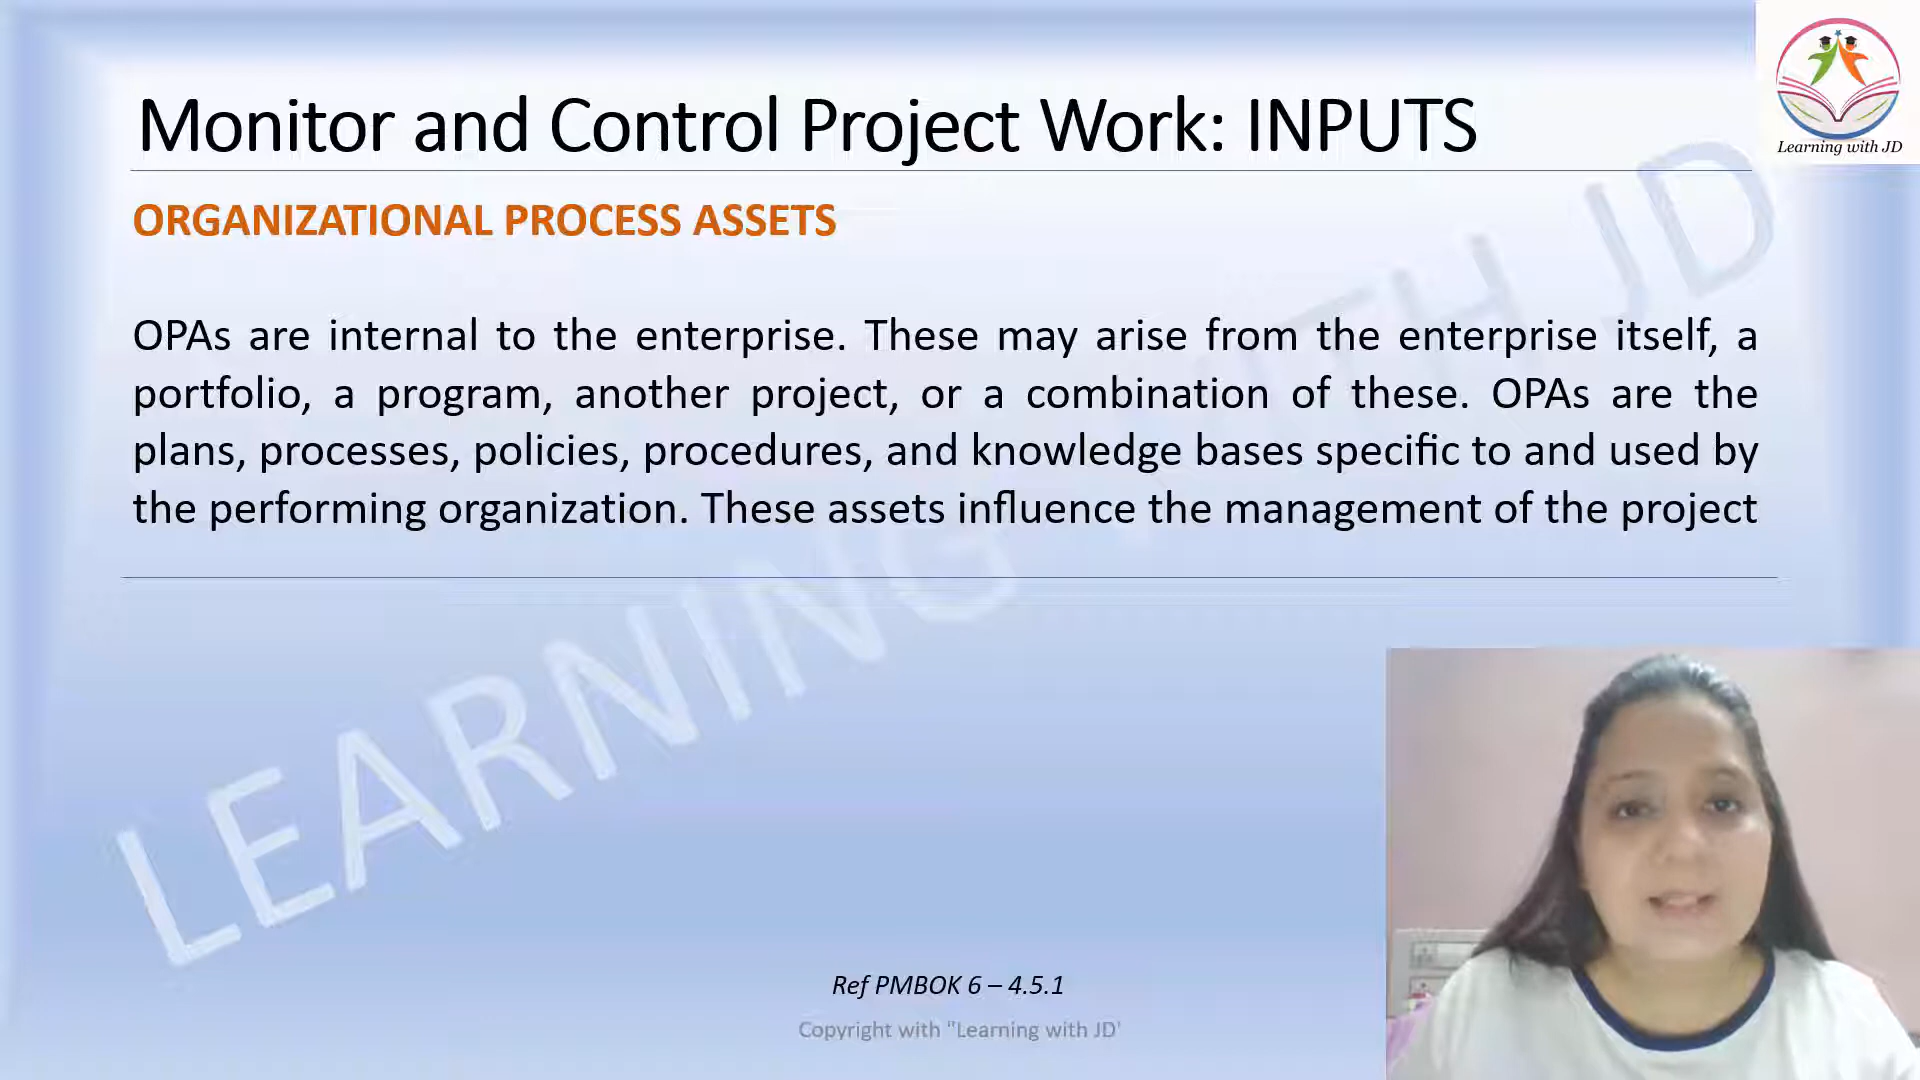 Monitor and Control Project Work: INPUTS
Learning with JD
ORGANIZATIONAL PROCESS ASSETS
OPAs are internal to the enterprise. These may arise from the enterprise itself, a
portfolio, a program, another project, or a combination of these. OPAs are the
plans, processes, policies, procedures, and knowledge bases specific to and used by
the performing organization. These assets influence the management of the project
LEARNING WITH JD
Ref PMBOK 6 – 4.5.1
Copyright with "Learning with JD'